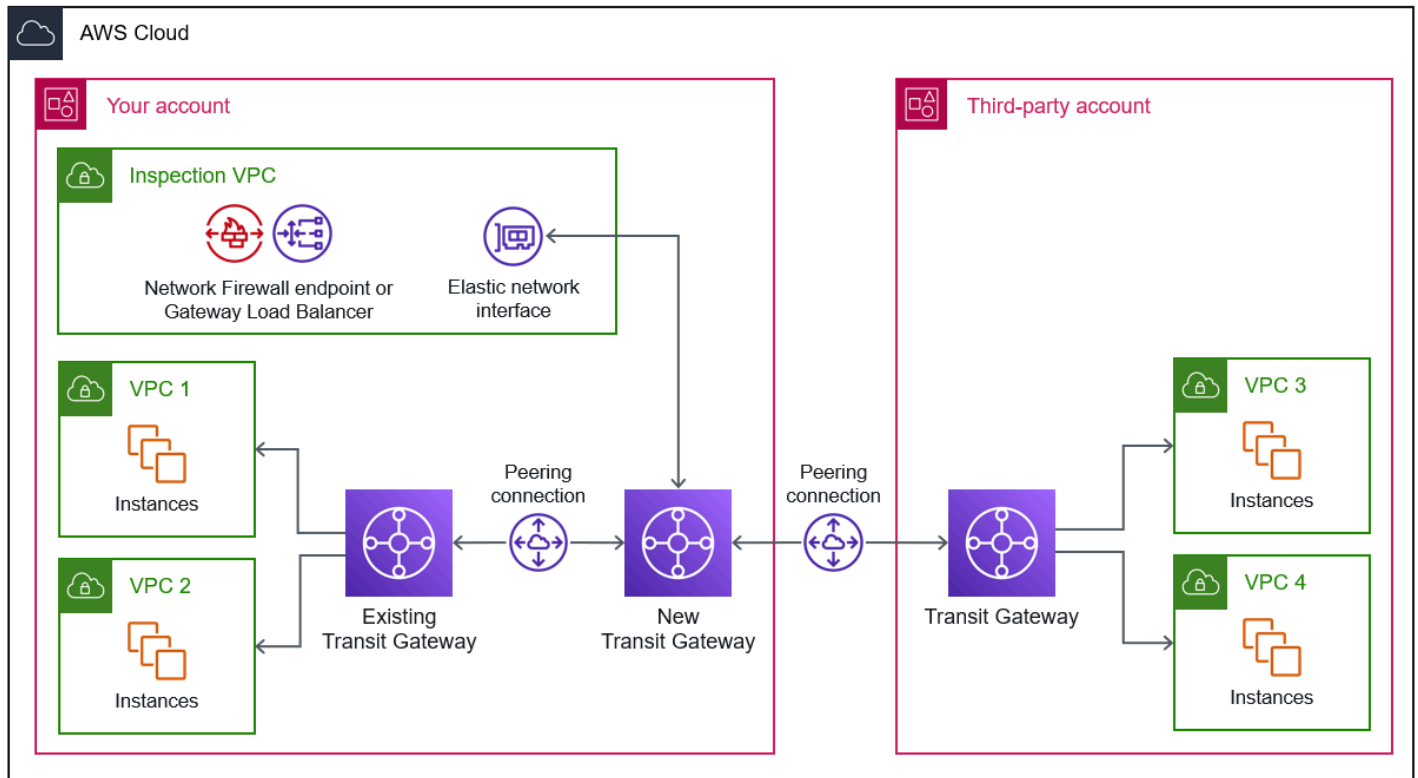 AWS Cloud
Your account
Third-party account
Inspection VPC
Network Firewall endpoint or
Gateway Load Balancer
Elastic network
interface
VPC 1
Instances
VPC 2
Instances
Existing
Transit Gateway
Peering
connection
New
Transit Gateway
Peering
connection
Transit Gateway
VPC 3
Instances
VPC 4
Instances